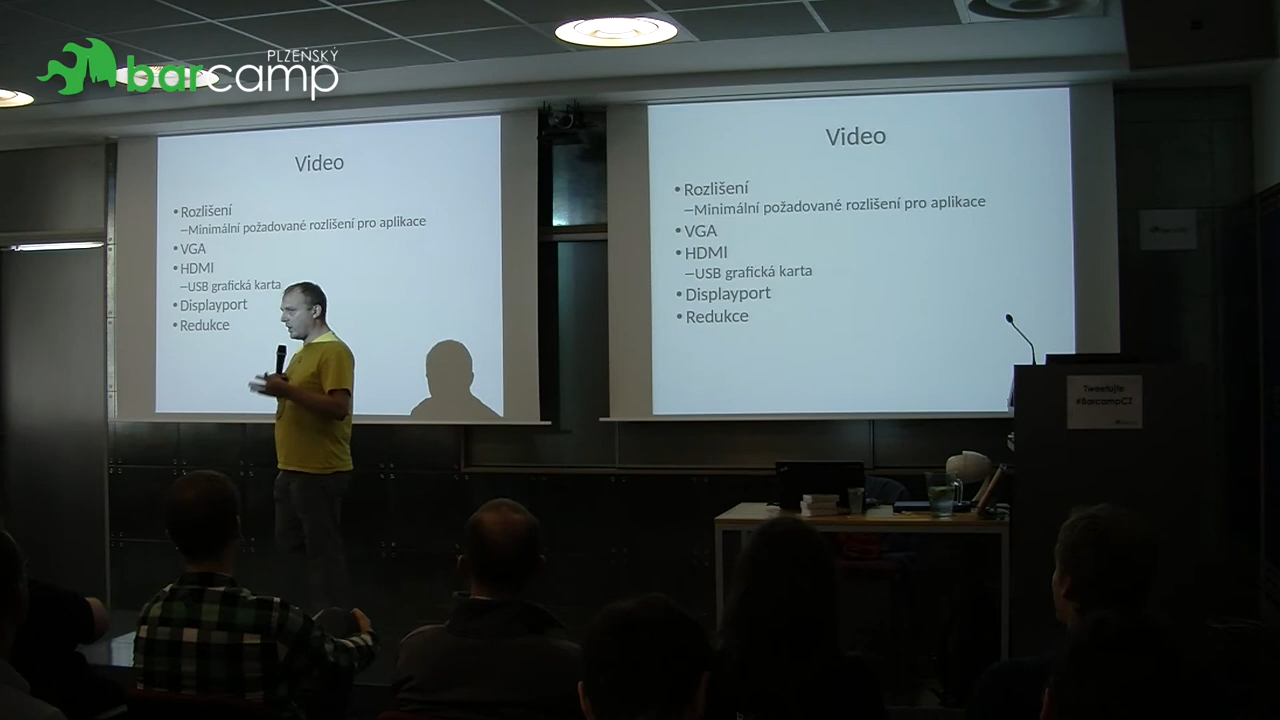 PLZEŇSKÝ
barcamp
Video
• Rozlišení
–Minimální požadované rozlišení pro aplikace
• VGA
• HDMI
–USB grafická karta
• Displayport
• Redukce
Video
• Rozlišení
–Minimální požadované rozlišení pro aplikace
• VGA
• HDMI
–USB grafická karta
• Displayport
• Redukce
Tweetujte
#BarcampCZ